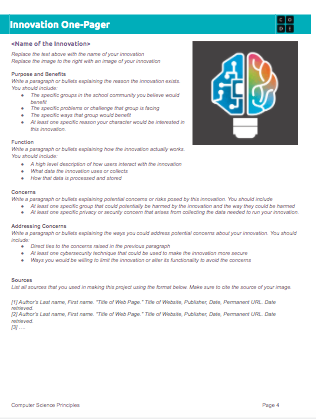 Innovation One-Pager
C O
D E
<Name of the Innovation>
Replace the text above with the name of your innovation
Replace the image to the right with an image of your innovation
Purpose and Benefits
Write a paragraph or bullets explaining the reason the innovation exists.
You should include:
● The specific groups in the school community you believe would
benefit
● The specific problems or challenge that group is facing
● The specific ways that group would benefit
● At least one specific reason your character would be interested in
this innovation
Function
Write a paragraph or bullets explaining how the innovation actually works.
You should include:
● A high level description of how users interact with the innovation
● What data the innovation uses or collects
● How that data is processed and stored
Concerns
Write a paragraph or bullets explaining potential concerns or risks posed by this innovation. You should include
● At least one specific group that could potentially be harmed by the innovation and the way they could be harmed
● At least one specific privacy or security concern that arises from collecting the data needed to run your innovation.
Addressing Concerns
Write a paragraph or bullets explaining the ways you could address potential concerns about your innovation. You should
include:
● Direct ties to the concerns raised in the previous paragraph
● At least one cybersecurity technique that could be used to make the innovation more secure
● Ways you would be willing to limit the innovation or alter its functionality to avoid the concerns
Sources
List all sources that you used in making this project using the format below. Make sure to cite the source of your image.
[1] Author's Last name, First name. "Title of Web Page." Title of Website, Publisher, Date, Permanent URL. Date
retrieved.
[2] Author's Last name, First name. "Title of Web Page." Title of Website, Publisher, Date, Permanent URL. Date
retrieved.
[3] ....
Computer Science Principles
Page 4